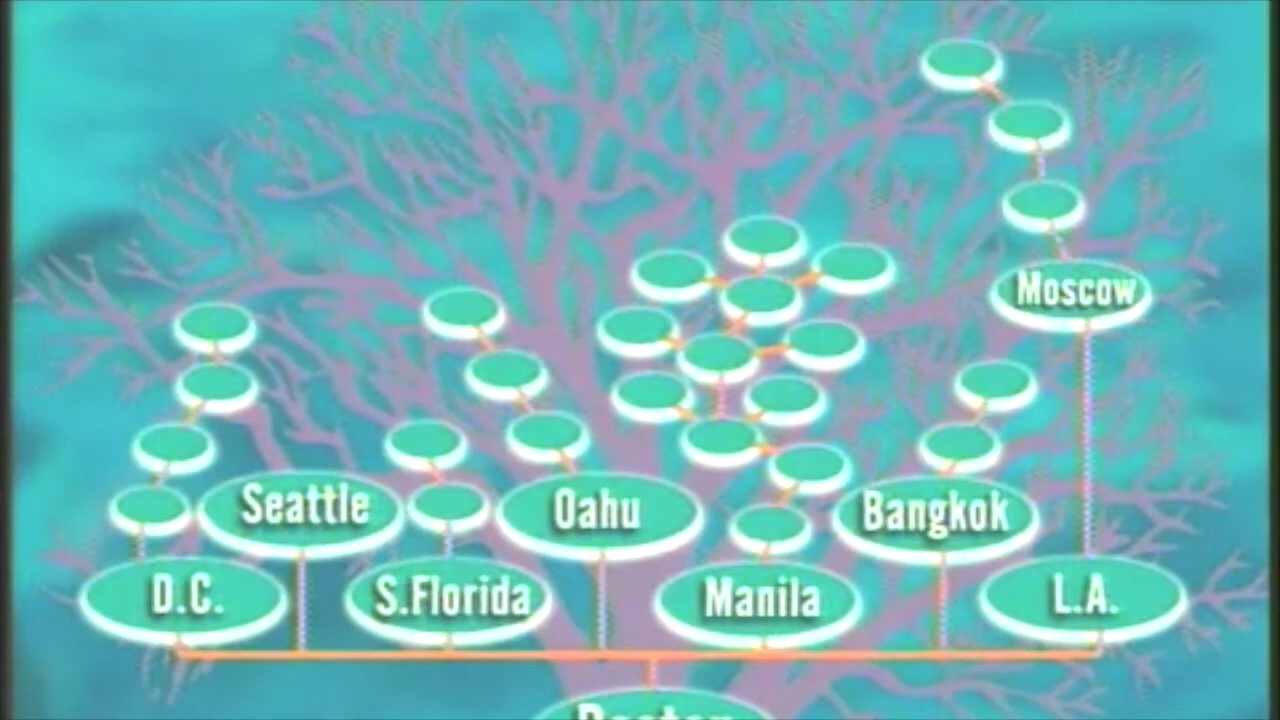 Moscow
Seattle
Oahu
Bangkok
D.C.
S.Florida
Manila
L.A.